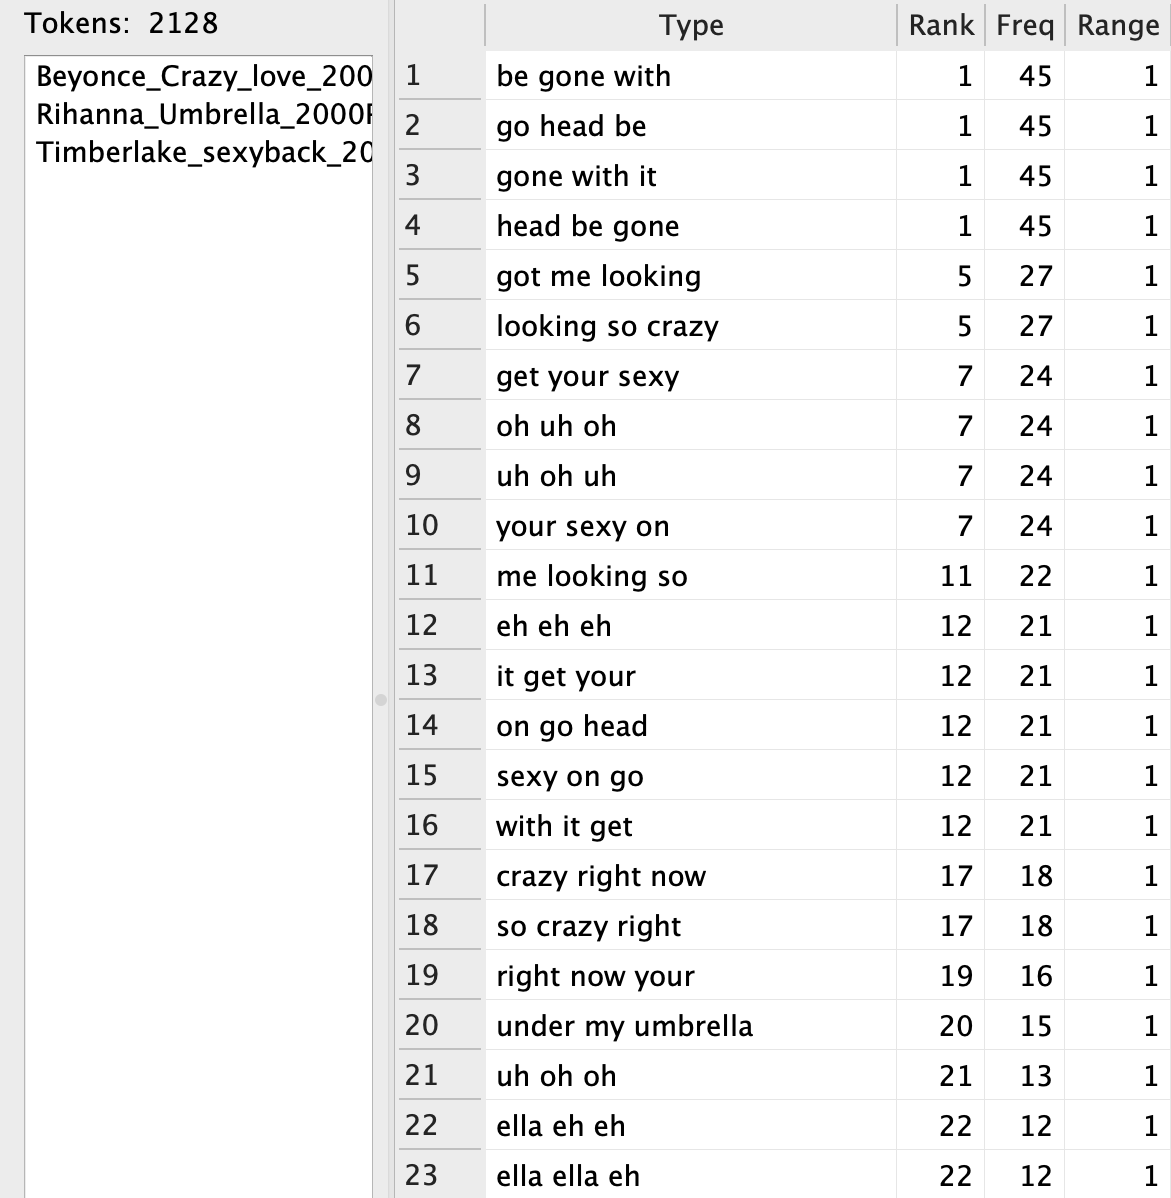 Tokens: 2128
Beyonce_Crazy_love_200
Rihanna_Umbrella_2000
Timberlake_sexyback_20
Type Rank Freq Range
1 be gone with 1 45 1
2 go head be 1 45 1
3 gone with it 1 45 1
4 head be gone 1 45 1
5 got me looking 5 27 1
6 looking so crazy 5 27 1
7 get your sexy 7 24 1
8 oh uh oh 7 24 1
9 uh oh uh 7 24 1
10 your sexy on 7 24 1
11 me looking so 11 22 1
12 eh eh eh 12 21 1
13 it get your 12 21 1
14 on go head 12 21 1
15 sexy on go 12 21 1
16 with it get 12 21 1
17 crazy right now 17 18 1
18 so crazy right 17 18 1
19 right now your 19 16 1
20 under my umbrella 20 15 1
21 uh oh oh 21 13 1
22 ella eh eh 22 12 1
23 ella ella eh 22 12 1